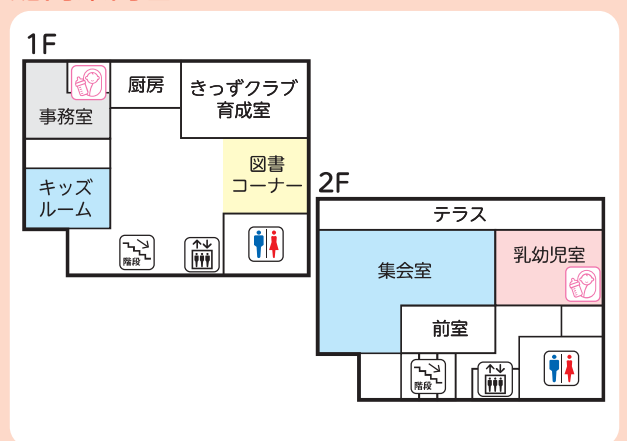 1F
事務室
厨房
きっずクラブ
育成室
キッズ
ルーム
図書
コーナー
階段
2F
テラス
集会室
乳幼児室
前室
階段